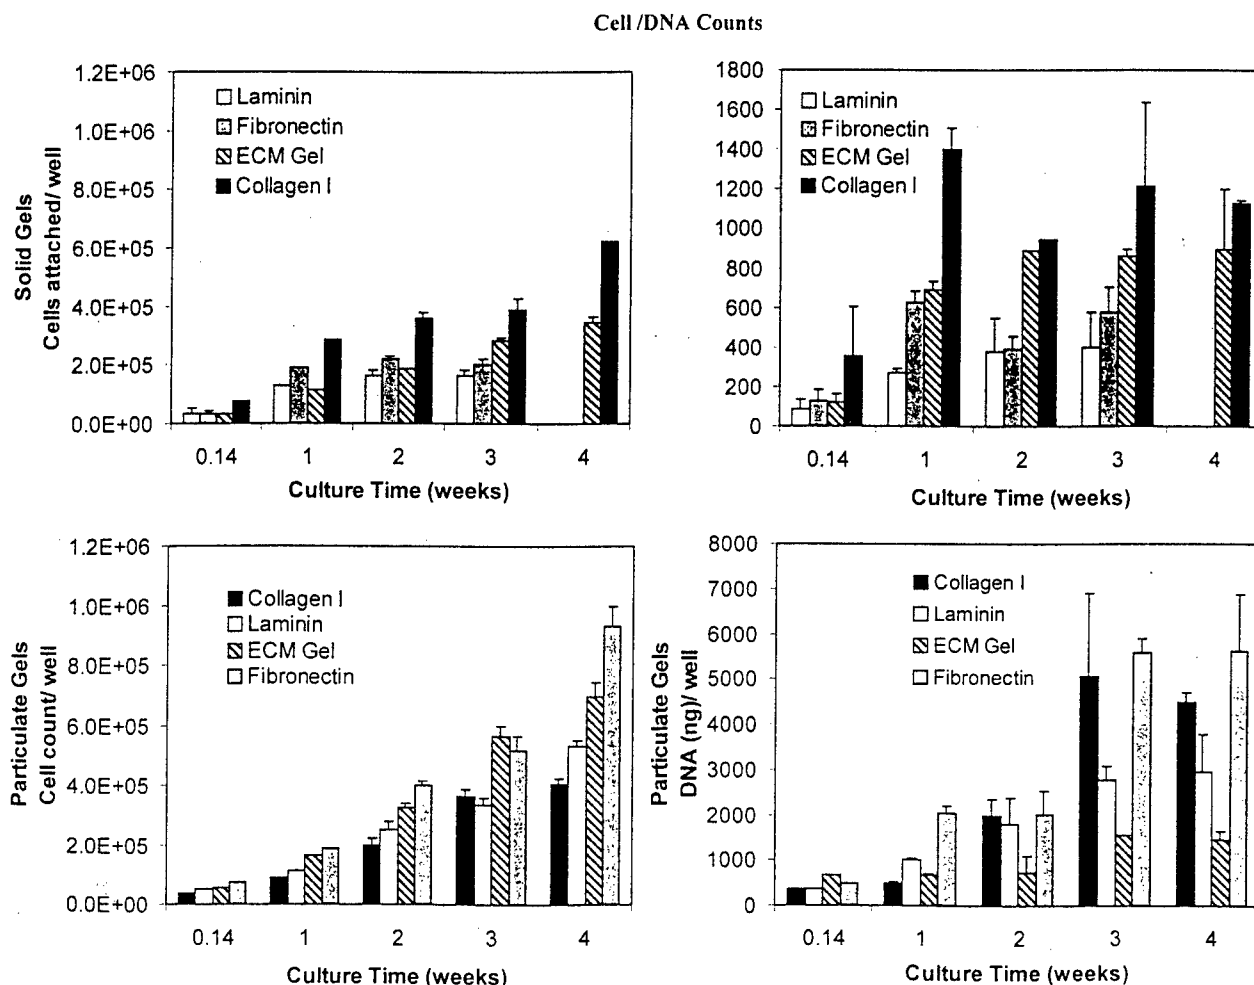 Cell /DNA Counts
Solid Gels
Cells attached/ well
1.2E+06
1.0E+06
8.0E+05
6.0E+05
4.0E+05
2.0E+05
0.0E+00
Laminin
Fibronectin
ECM Gel
Collagen I
0.14 1 2 3 4
Culture Time (weeks)
1800
1600
1400
1200
1000
800
600
400
200
0
Laminin
Fibronectin
ECM Gel
Collagen I
0.14 1 2 3 4
Culture Time (weeks)
Particulate Gels
Cell count/ well
1.2E+06
1.0E+06
8.0E+05
6.0E+05
4.0E+05
2.0E+05
0.0E+00
Collagen I
Laminin
ECM Gel
Fibronectin
0.14 1 2 3 4
Culture Time (weeks)
Particulate Gels
DNA (ng)/ well
8000
7000
6000
5000
4000
3000
2000
1000
0
Collagen I
Laminin
ECM Gel
Fibronectin
0.14 1 2 3 4
Culture Time (weeks)